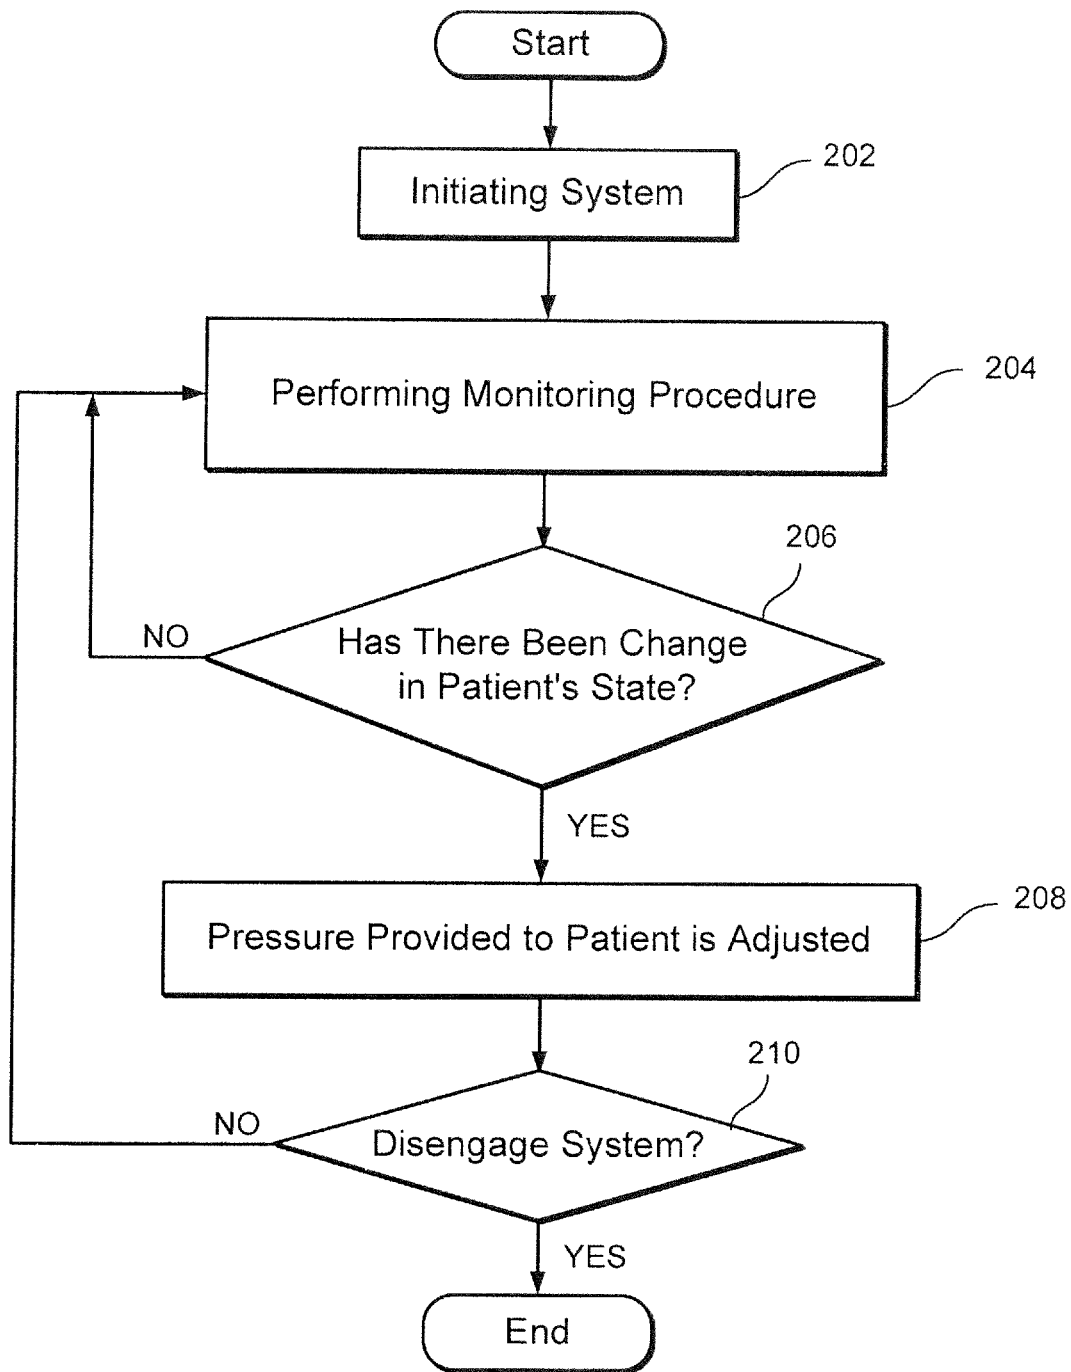 Start
202
Initiating System
204
Performing Monitoring Procedure
206
NO
Has There Been Change
in Patient's State?
YES
208
Pressure Provided to Patient is Adjusted
210
NO
Disengage System?
YES
End